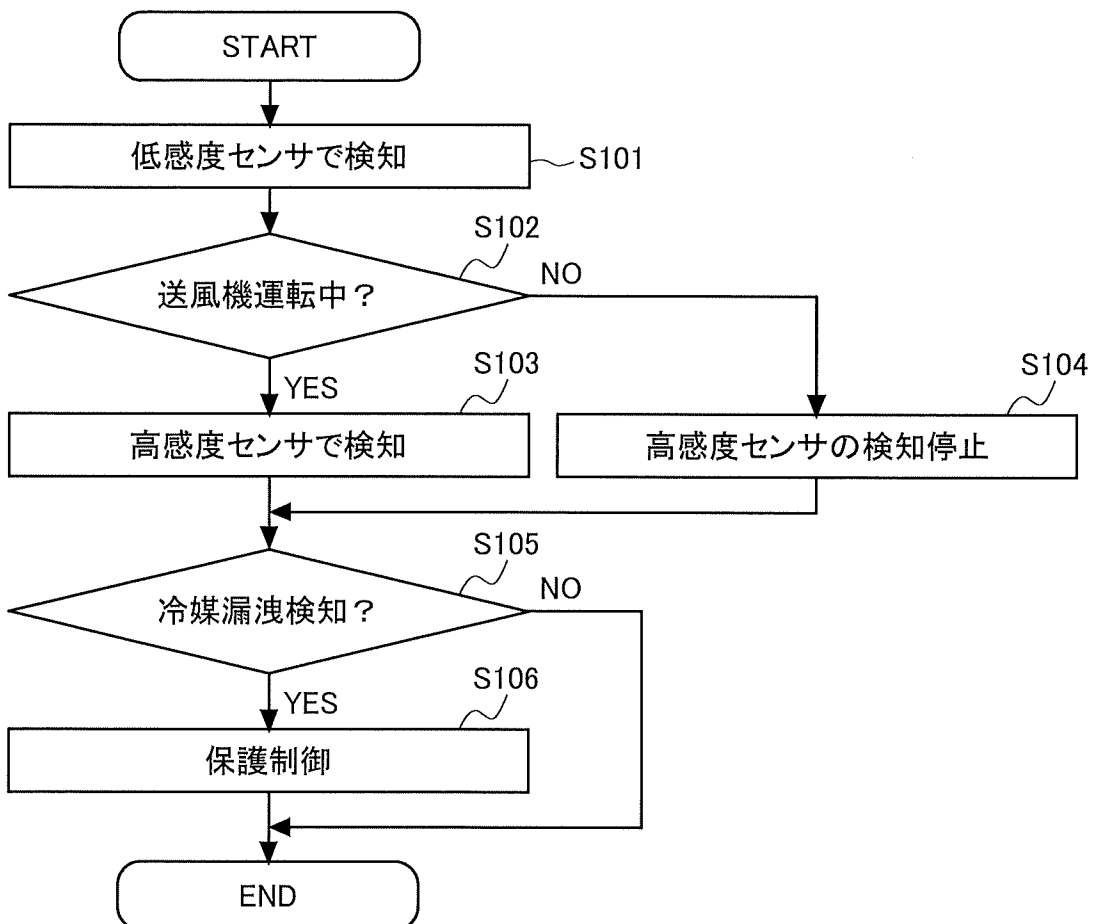 START
低感度センサで検知
S101
S102
送風機運転中？
NO
YES
S103
高感度センサで検知
S104
高感度センサの検知停止
S105
冷媒漏洩検知？
NO
YES
S106
保護制御
END